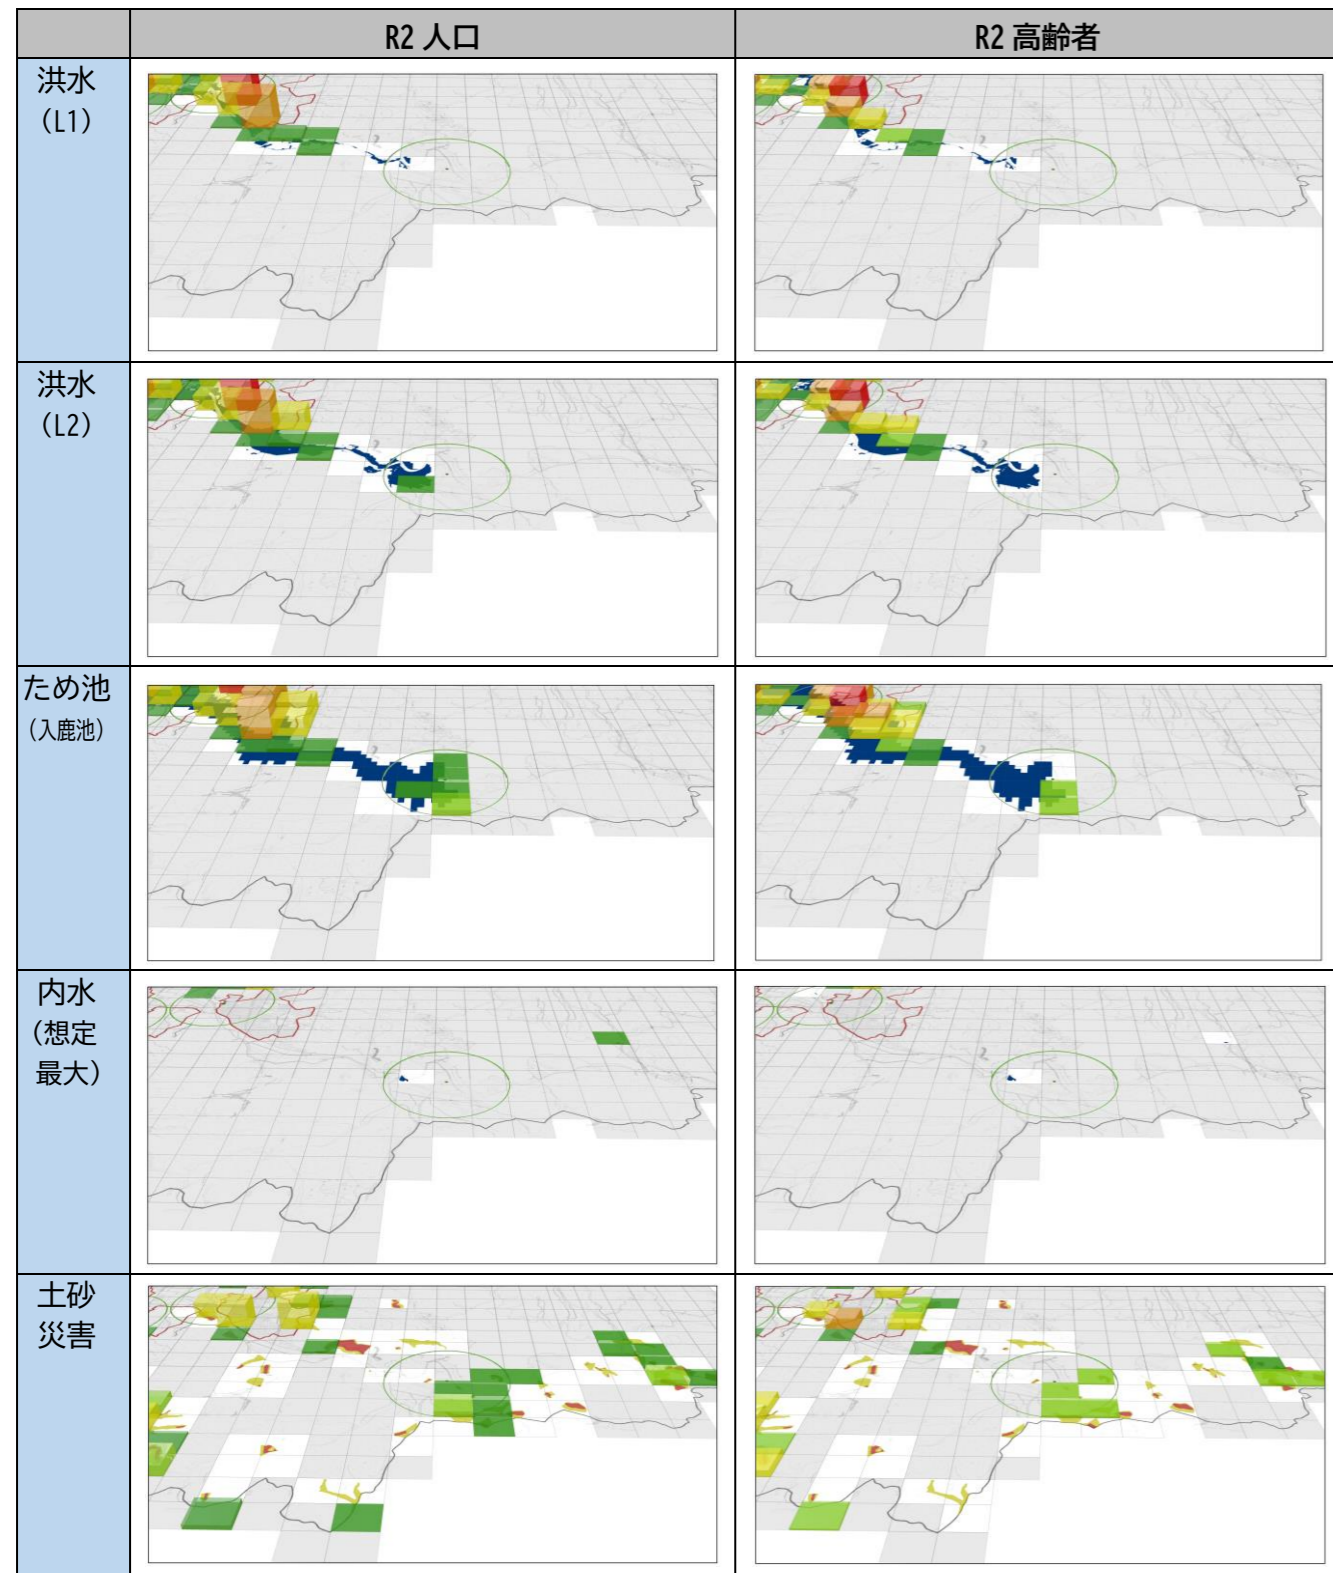 R2 人口
R2 高齢者
洪水
（L1）
洪水
（L2）
ため池
（入鹿池）
内水
（想定
最大）
土砂
災害